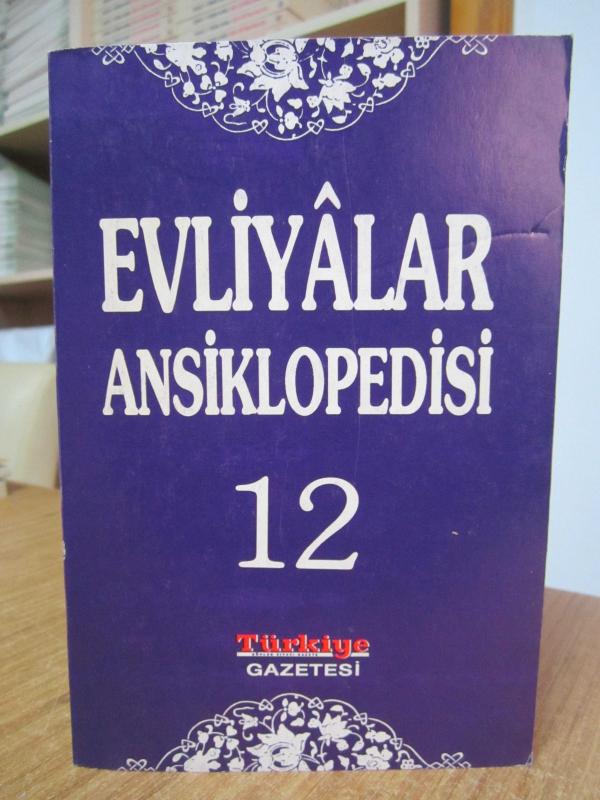 EVLİYÂLAR
ANSİKLOPEDİSİ
12
Türkiye
GAZETESİ